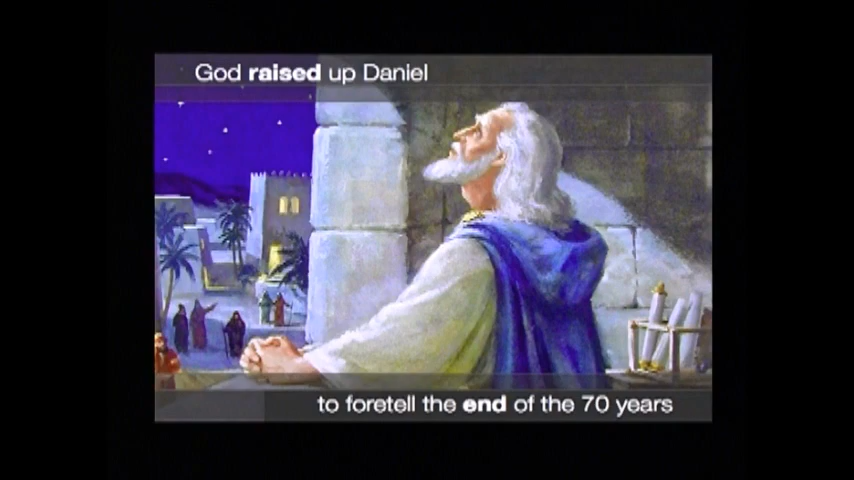 God raised up Daniel
to foretell the end of the 70 years